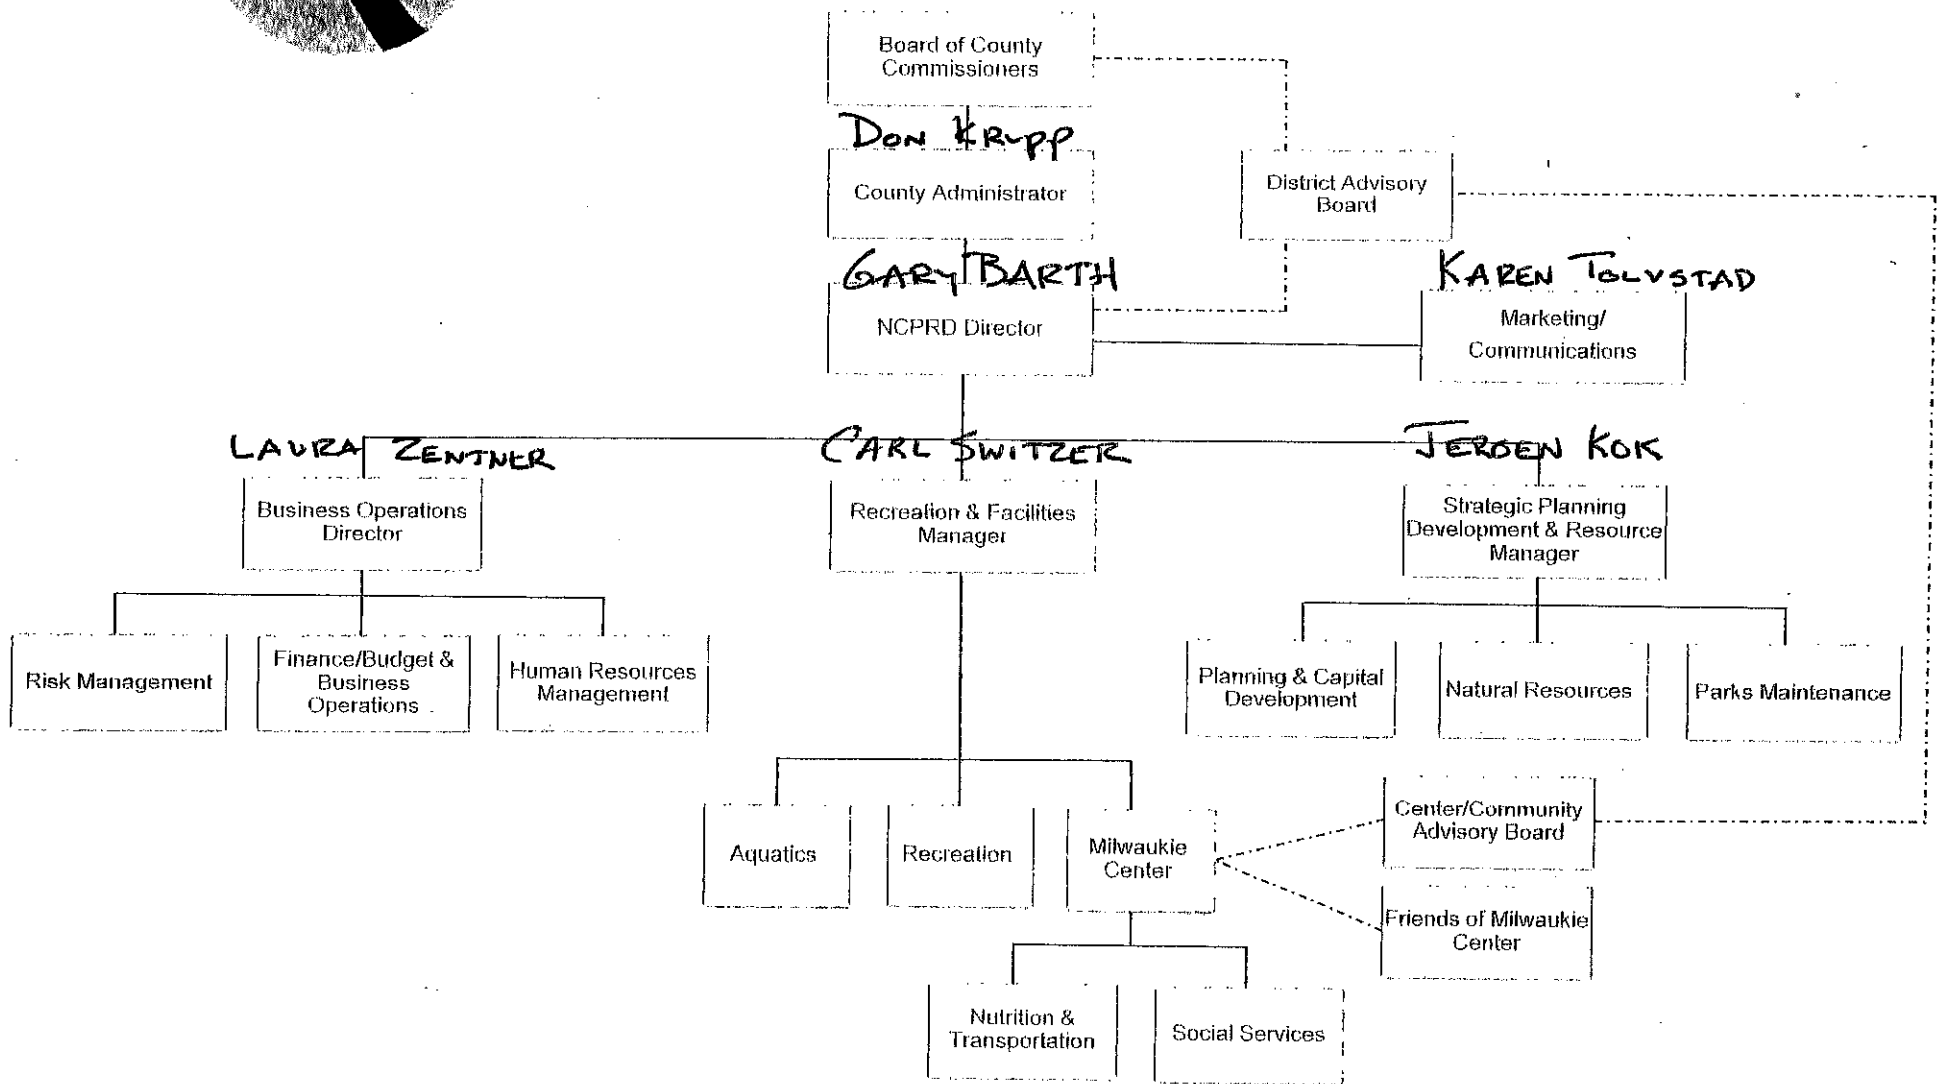 Board of County
Commissioners
DON KRUPP
County Administrator
District Advisory
Board
GARY BARTH
KAREN TOLVSTAD
NCPRD Director
Marketing/
Communications
LAURA ZENTNER
CARL SWITZER
JEROEN KOK
Business Operations
Director
Recreation & Facilities
Manager
Strategic Planning
Development & Resource
Manager
Risk Management
Finance/Budget &
Business
Operations
Human Resources
Management
Planning & Capital
Development
Natural Resources
Parks Maintenance
Aquatics
Recreation
Milwaukie
Center
Center/Community
Advisory Board
Friends of Milwaukie
Center
Nutrition &
Transportation
Social Services